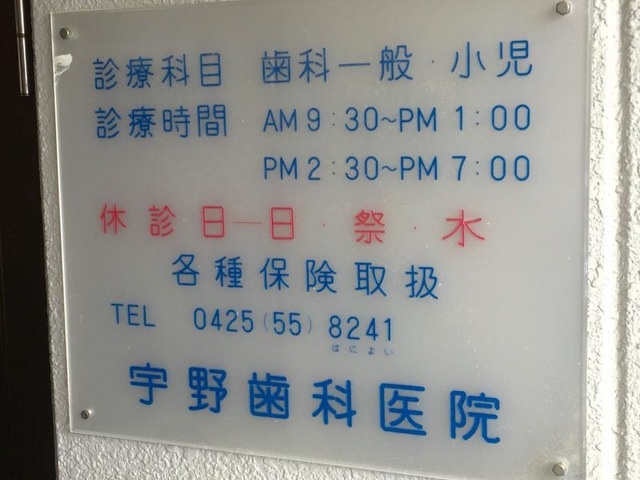 診療科目 歯科一般・小児
診療時間 AM 9:30~PM 1:00
PM 2:30~PM 7:00
休診日―日・祭・水
各種保険取扱
TEL 0425(55)8241
はによい
宇野歯科医院